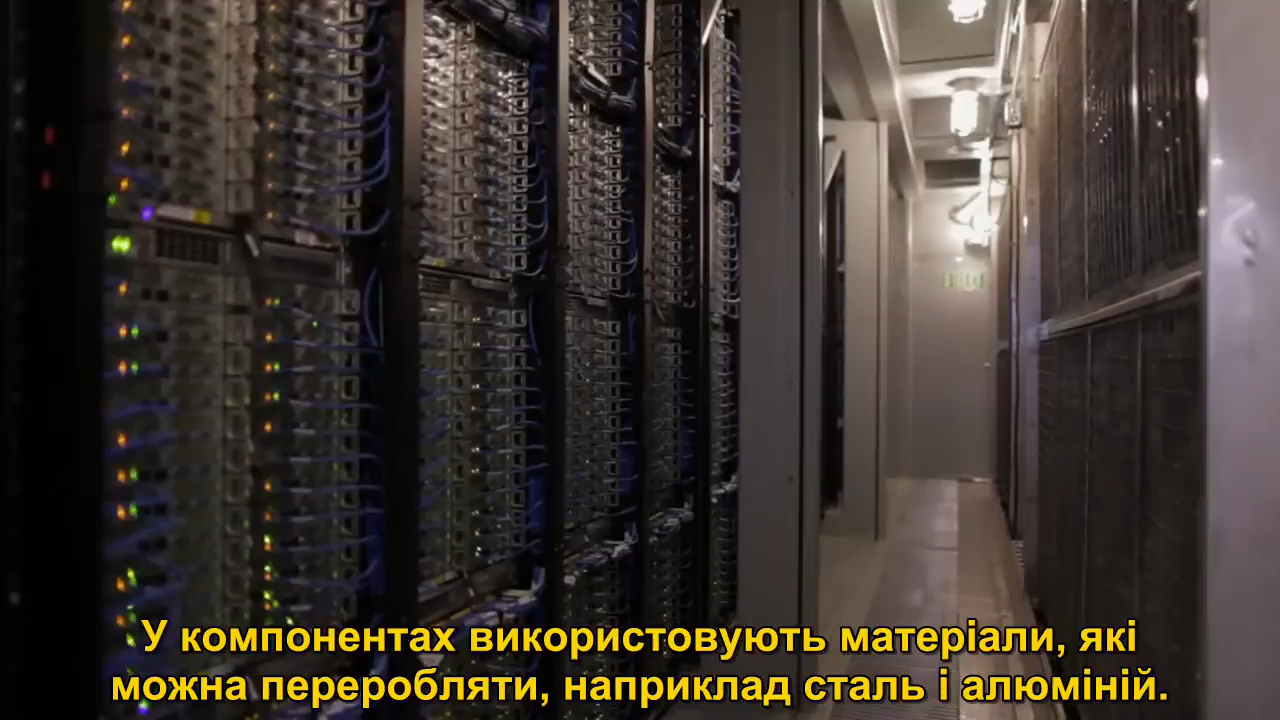 У компонентах використовують матеріали, які
можна переробляти, наприклад сталь і алюміній.